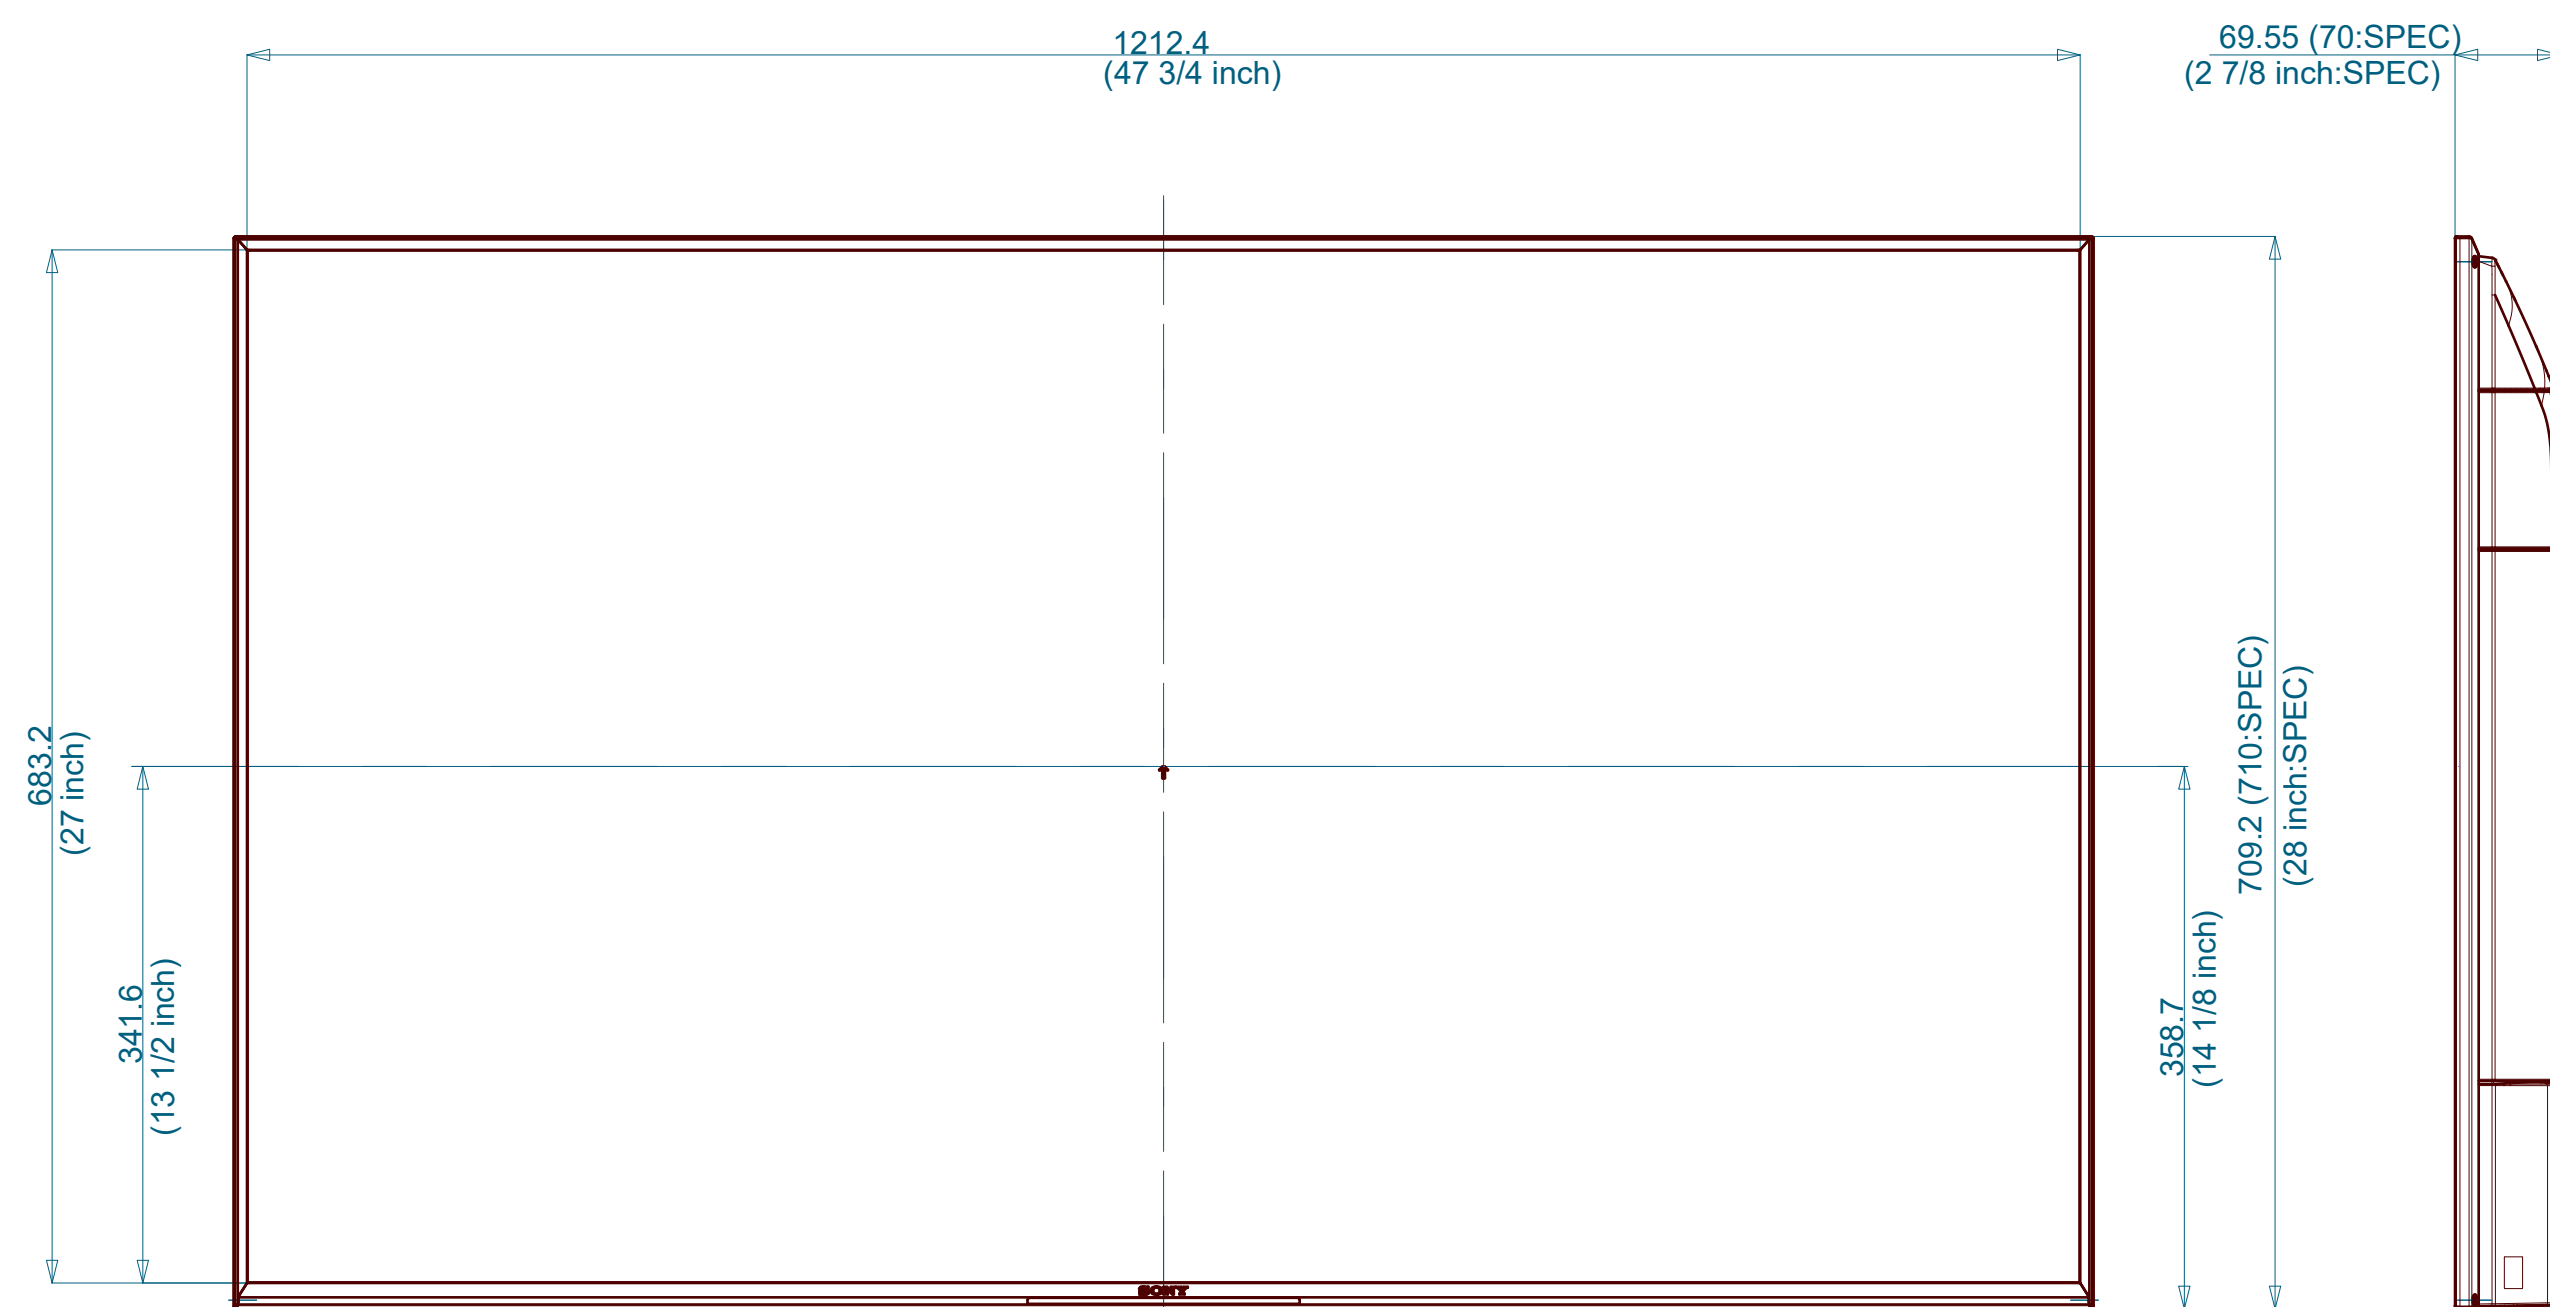 1212.4
(47 3/4 inch)
69.55 (70:SPEC)
(2 7/8 inch:SPEC)
683.2
(27 inch)
341.6
(13 1/2 inch)
709.2 (710:SPEC)
(28 inch:SPEC)
358.7
(14 1/8 inch)
SONY